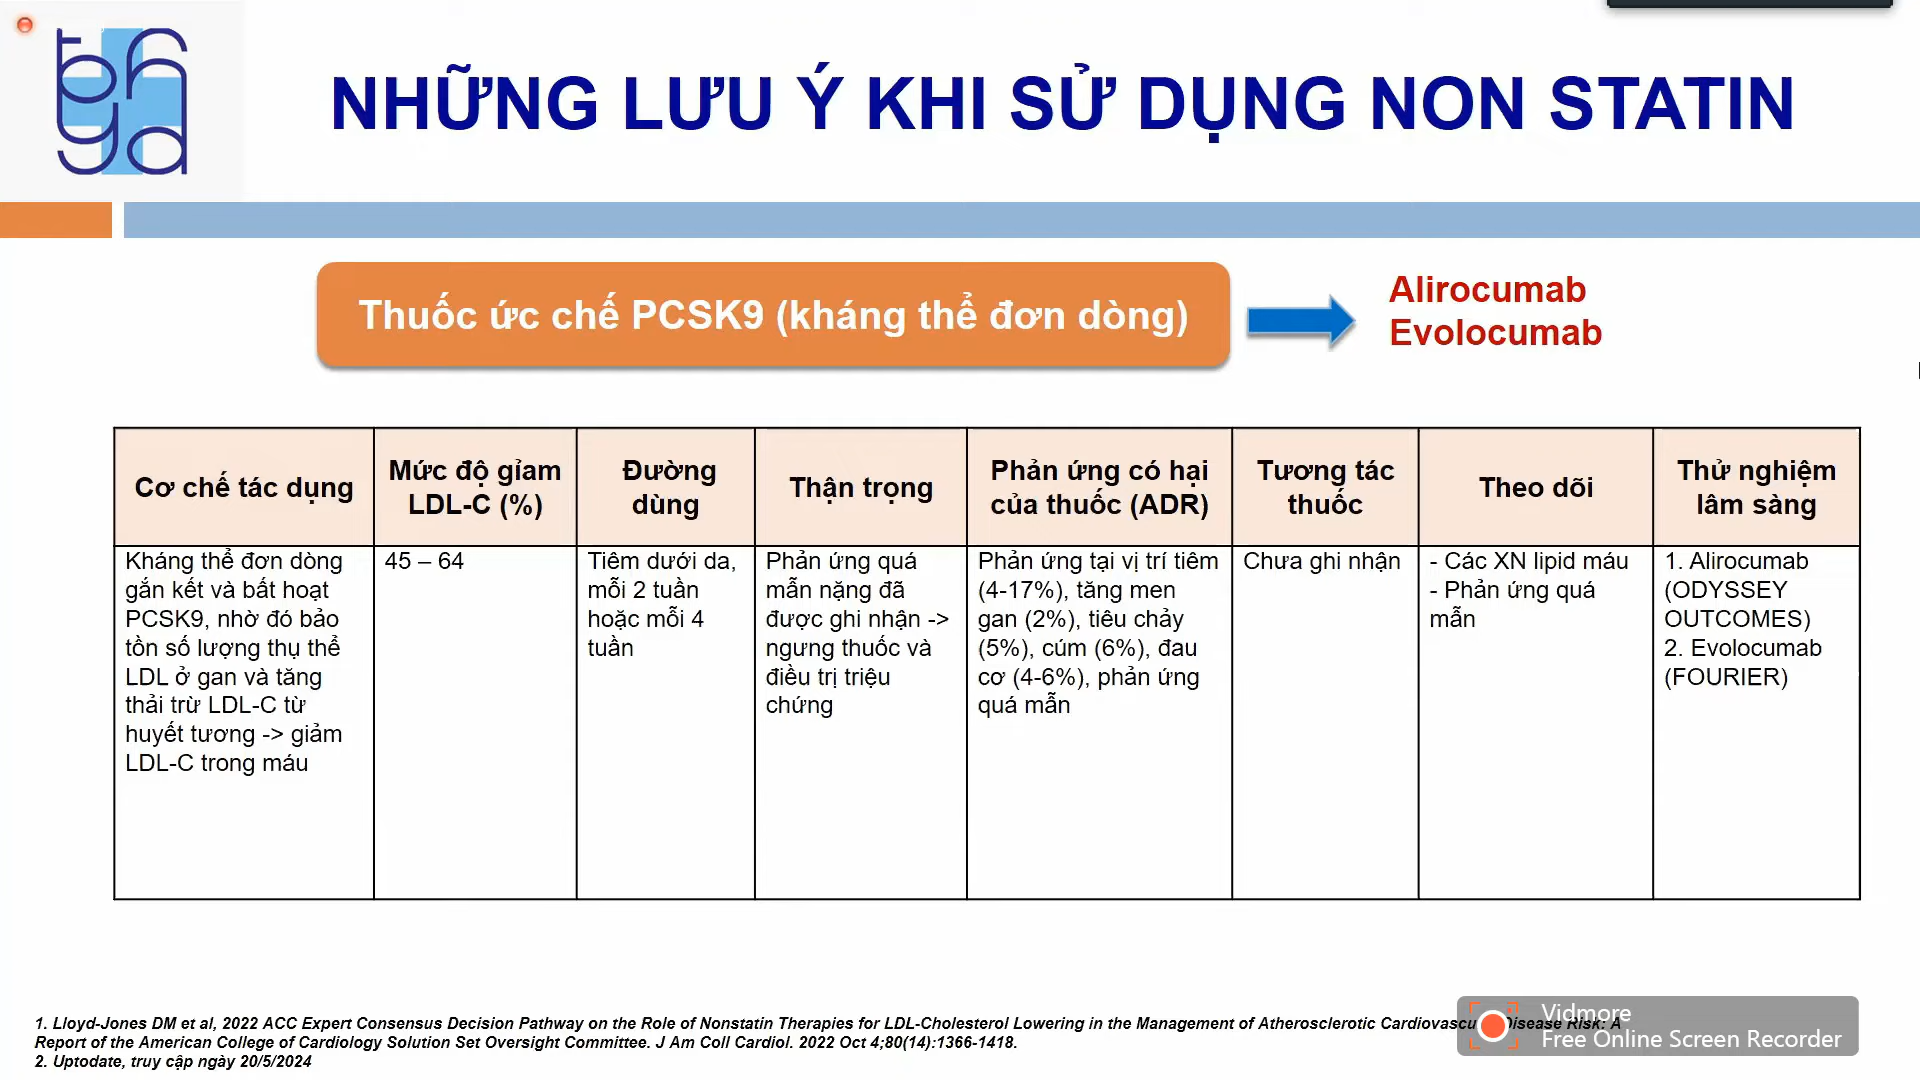 bh
yd
NHỮNG LƯU Ý KHI SỬ DỤNG NON STATIN
Thuốc ức chế PCSK9 (kháng thể đơn dòng)
Alirocumab
Evolocumab
Cơ chế tác dụng
Mức độ giảm
LDL-C (%)
Đường
dùng
Thận trọng
Phản ứng có hại
của thuốc (ADR)
Tương tác
thuốc
Theo dõi
Thử nghiệm
lâm sàng
Kháng thể đơn dòng
gắn kết và bất hoạt
PCSK9, nhờ đó bảo
tồn số lượng thụ thể
LDL ở gan và tăng
thải trừ LDL-C từ
huyết tương -> giảm
LDL-C trong máu
45 – 64
Tiêm dưới da,
mỗi 2 tuần
hoặc mỗi 4
tuần
Phản ứng quá
mẫn nặng đã
được ghi nhận ->
ngưng thuốc và
điều trị triệu
chứng
Phản ứng tại vị trí tiêm
(4-17%), tăng men
gan (2%), tiêu chảy
(5%), cúm (6%), đau
cơ (4-6%), phản ứng
quá mẫn
Chưa ghi nhận
- Các XN lipid máu
- Phản ứng quá
mẫn
1. Alirocumab
(ODYSSEY
OUTCOMES)
2. Evolocumab
(FOURIER)
1. Lloyd-Jones DM et al, 2022 ACC Expert Consensus Decision Pathway on the Role of Nonstatin Therapies for LDL-Cholesterol Lowering in the Management of Atherosclerotic Disease Risk: A
Report of the American College of Cardiology Solution Set Oversight Committee. J Am Coll Cardiol. 2022 Oct 4;80(14):1366-1418.
2. Uptodate, truy cập ngày 20/5/2024
Vidmore
Free Online Screen Recorder